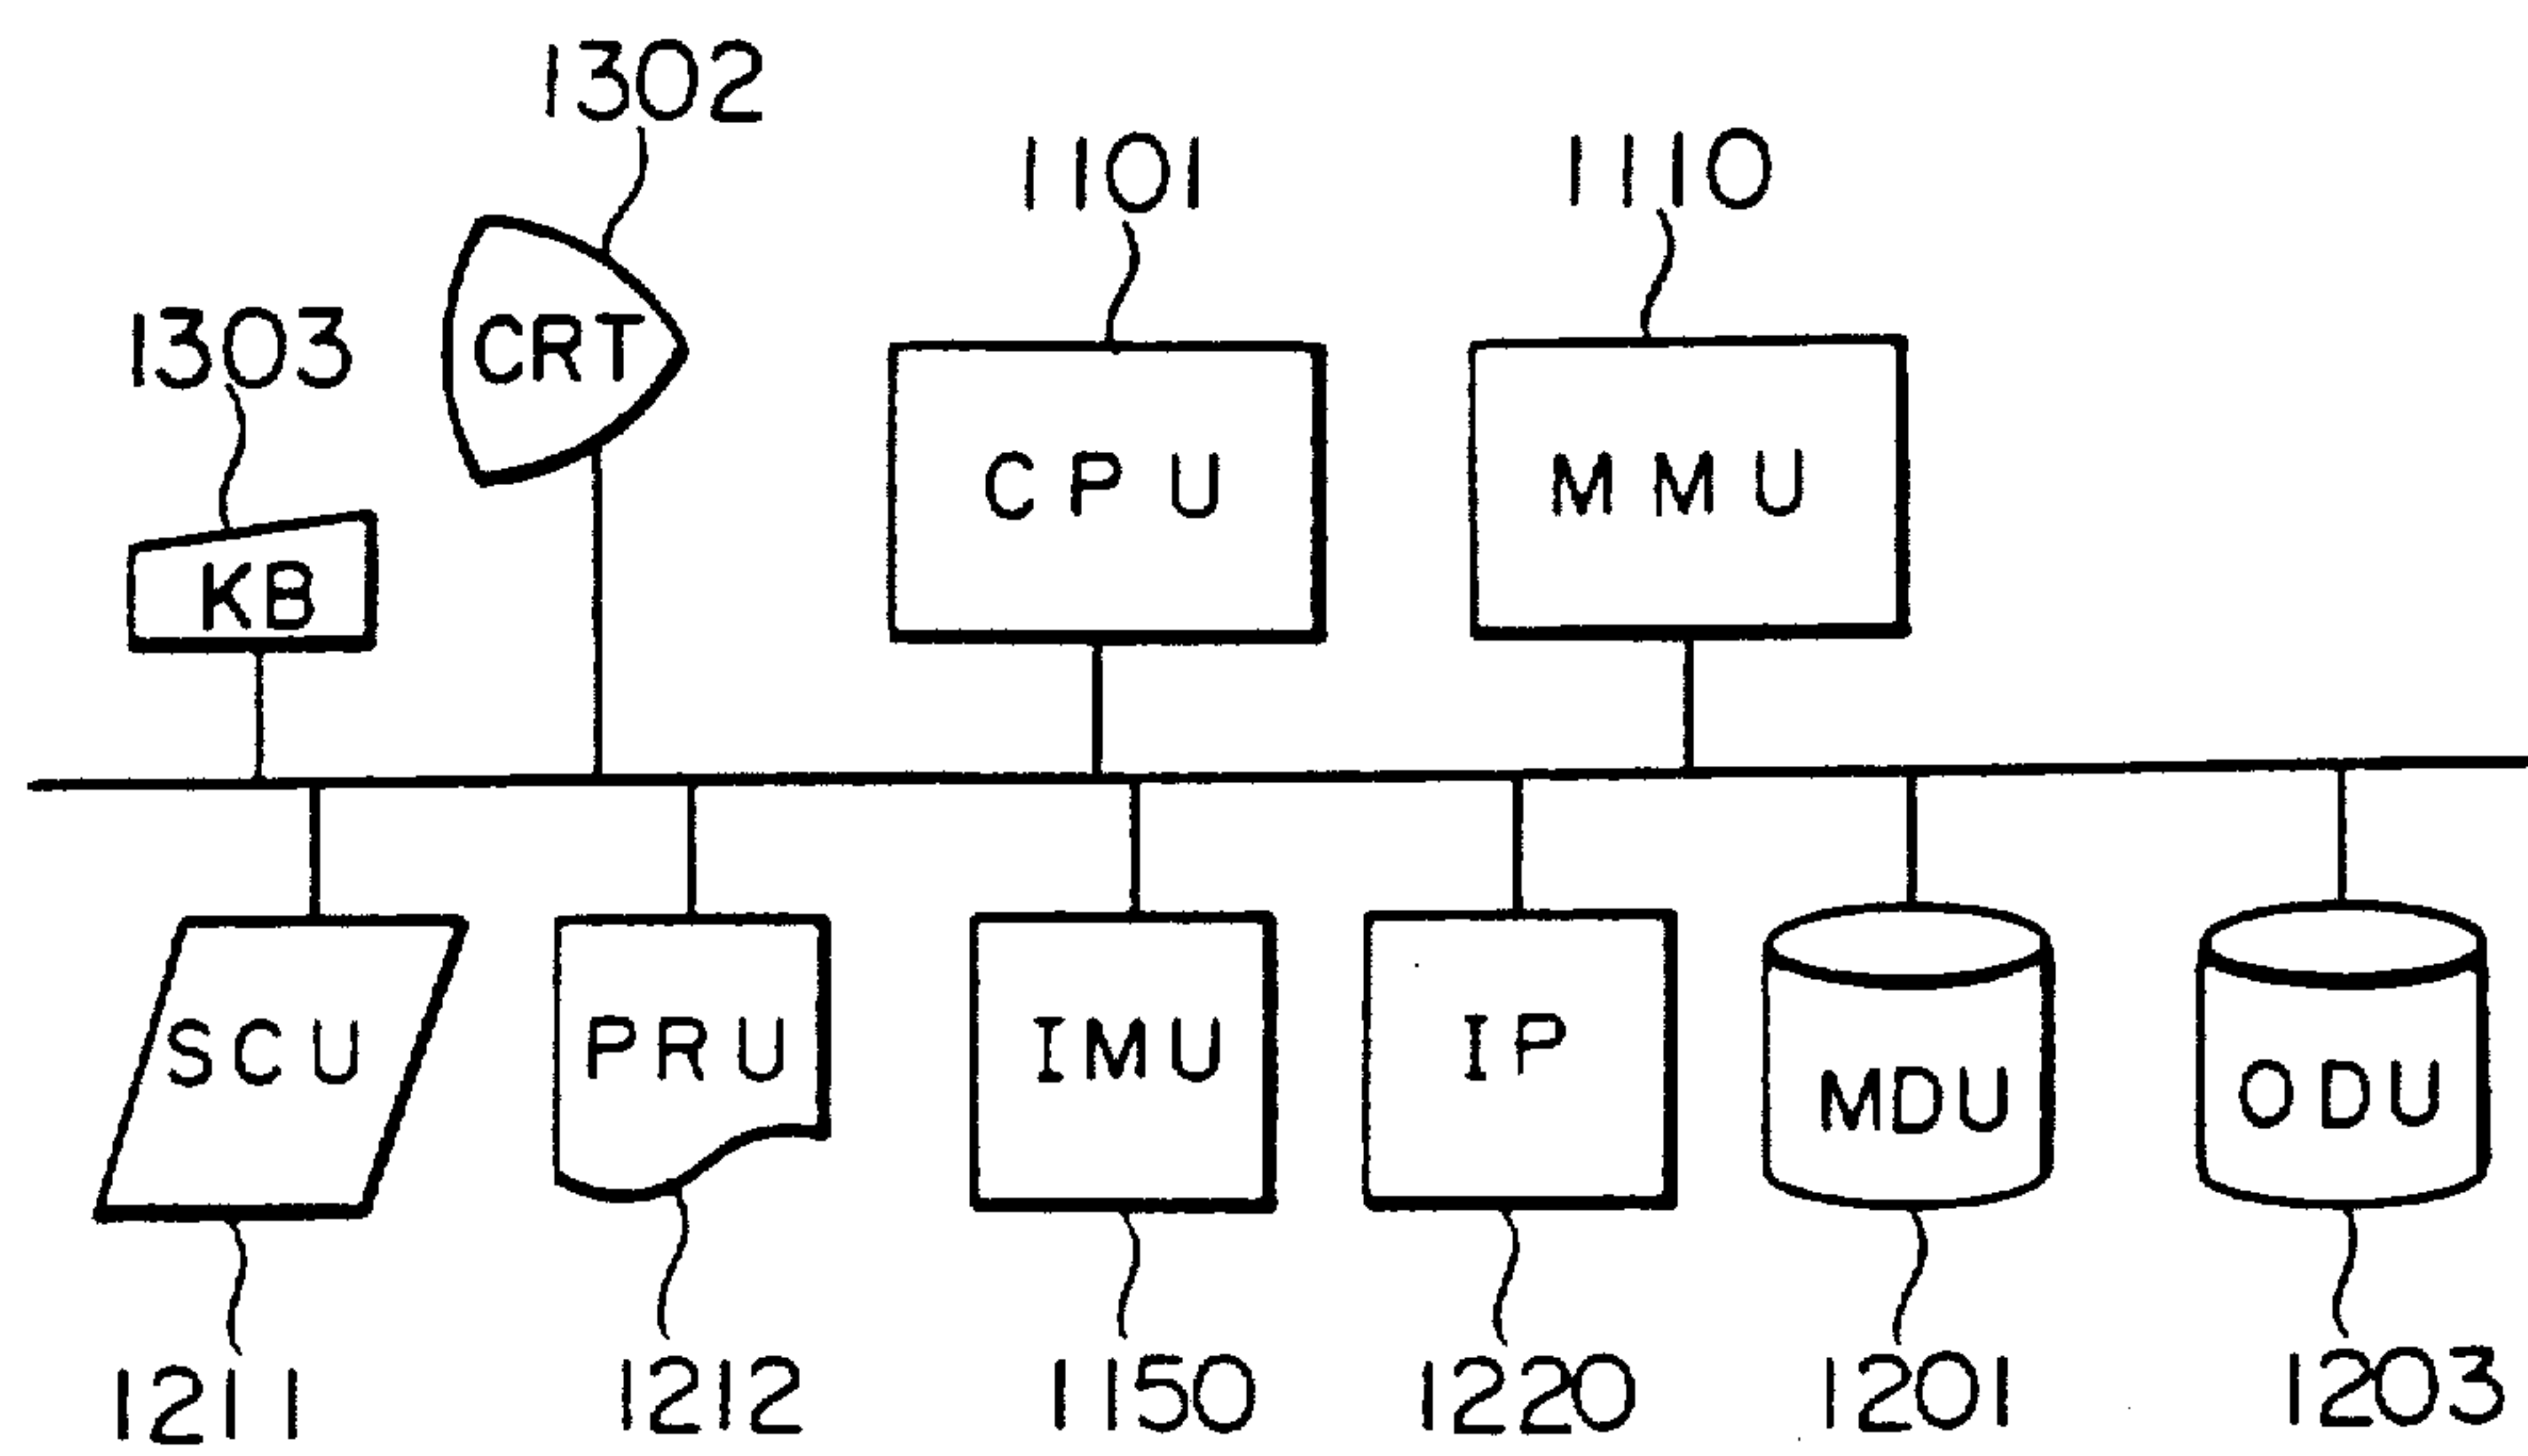 1302
1101
1110
1303
CRT
CPU
MMU
KB
SCU
PRU
IMU
IP
MDU
ODU
1211
1212
1150
1220
1201
1203